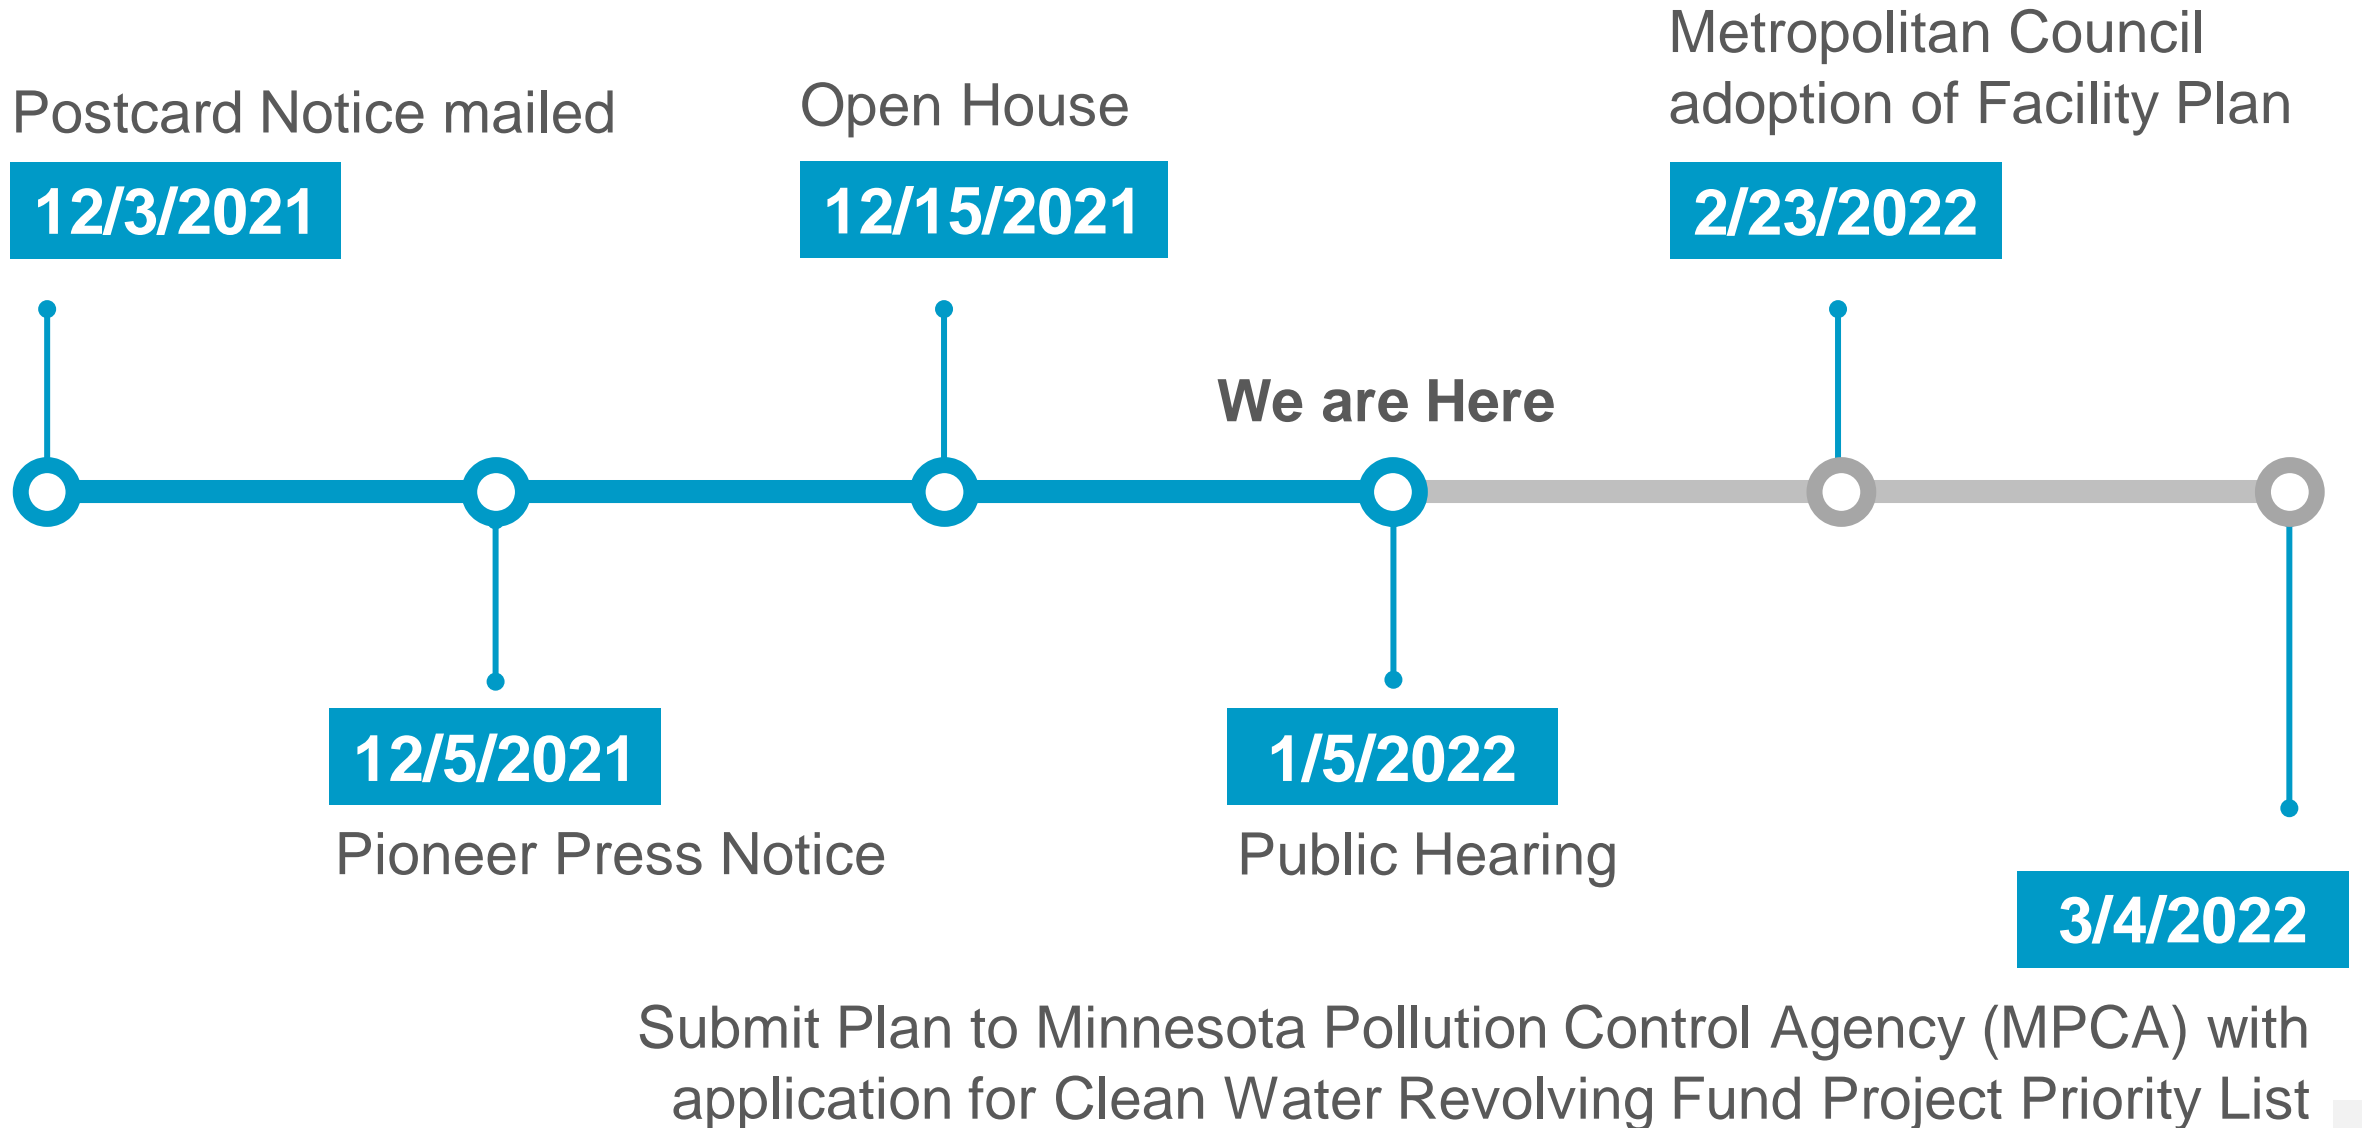 Postcard Notice mailed
12/3/2021
Open House
12/15/2021
Metropolitan Council
adoption of Facility Plan
2/23/2022
We are Here
12/5/2021
Pioneer Press Notice
1/5/2022
Public Hearing
3/4/2022
Submit Plan to Minnesota Pollution Control Agency (MPCA) with
application for Clean Water Revolving Fund Project Priority List